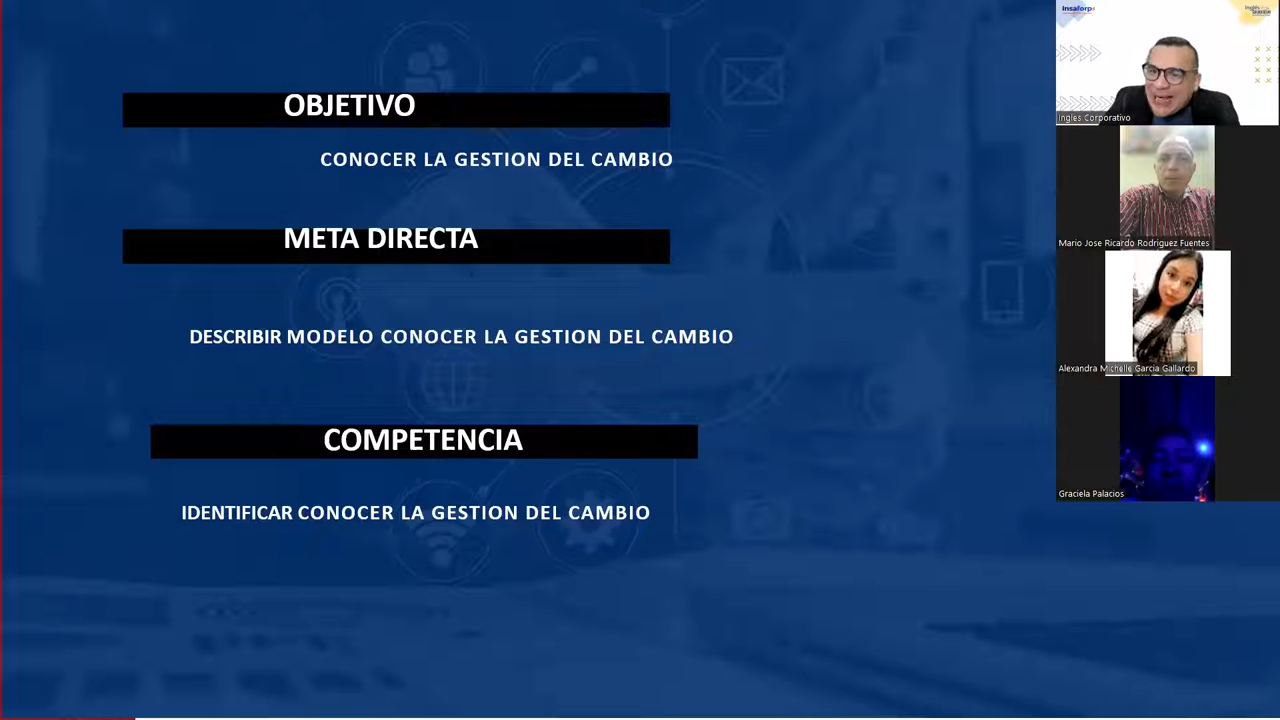 OBJETIVO
CONOCER LA GESTION DEL CAMBIO
META DIRECTA
DESCRIBIR MODELO CONOCER LA GESTION DEL CAMBIO
COMPETENCIA
IDENTIFICAR CONOCER LA GESTION DEL CAMBIO
insaforp
Ingles Corporativo
Mario Jose Ricardo Rodriguez Fuentes
Alexandra Michelle Garcia Gallardo
Graciela Palacios